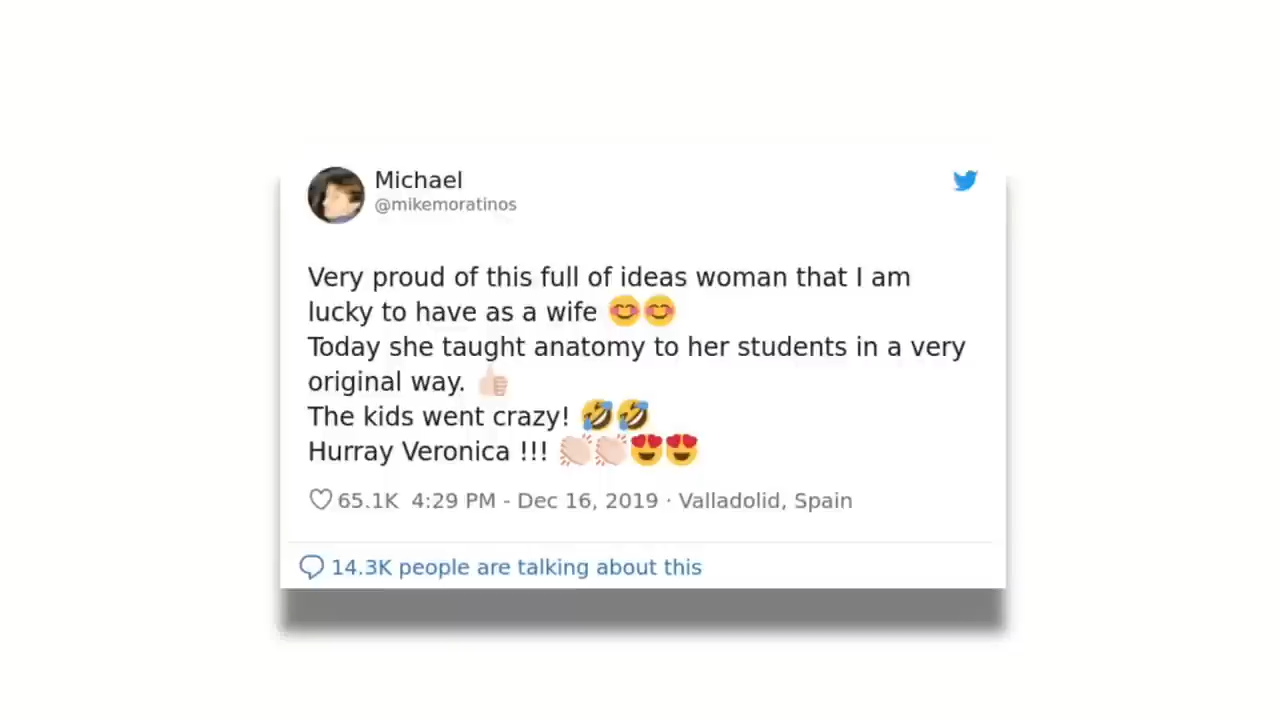 Michael
@mikemoratinos
Very proud of this full of ideas woman that I am
lucky to have as a wife 😊😊
Today she taught anatomy to her students in a very
original way. 👍🏻
The kids went crazy! 🤣🤣
Hurray Veronica !!! 👏🏻👏🏻😍😍
65.1K 4:29 PM - Dec 16, 2019 · Valladolid, Spain
14.3K people are talking about this